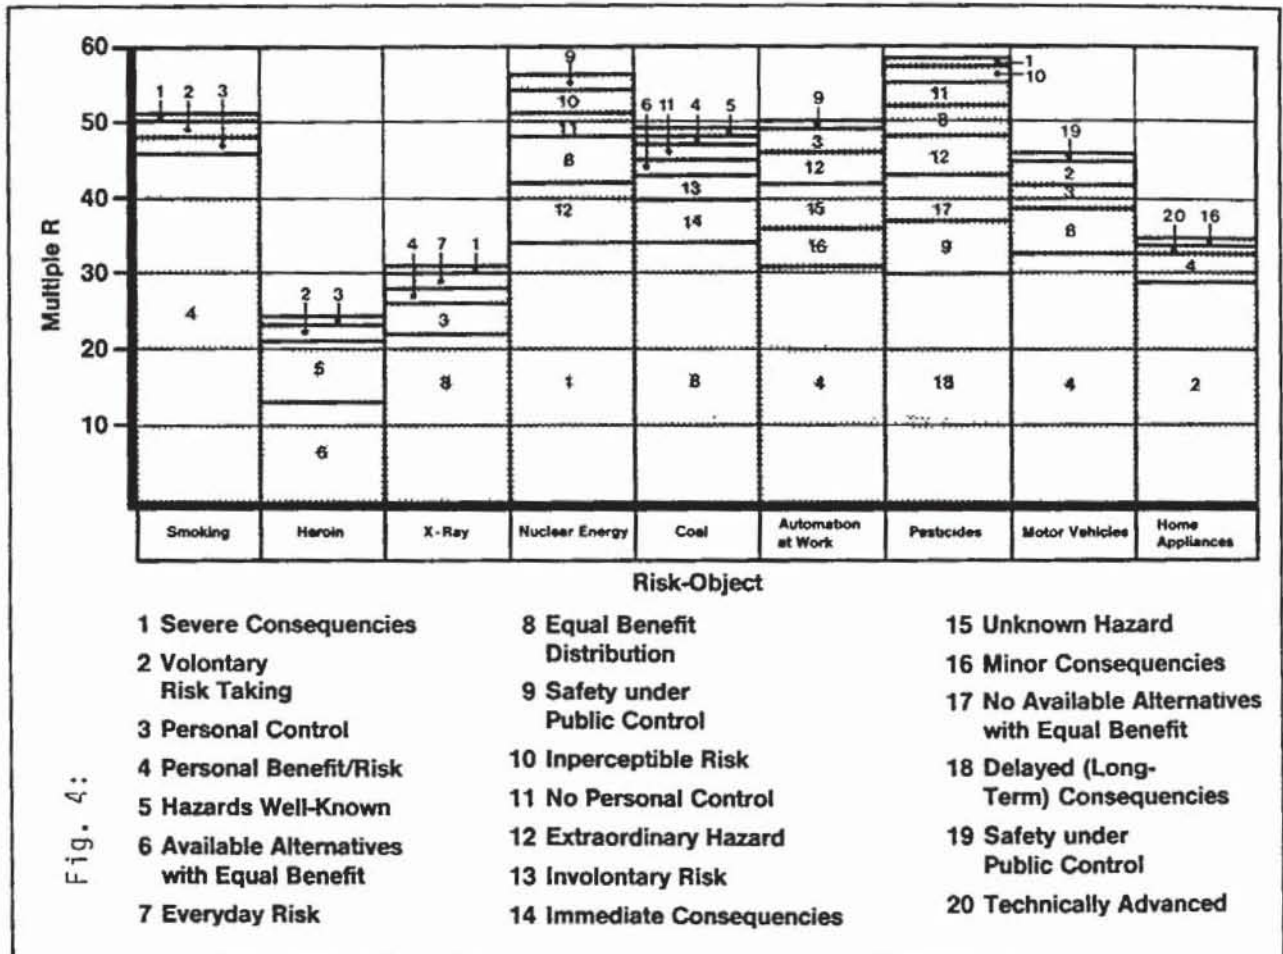 60
50
40
30
20
10
Multiple R
1 2 3
4
2 3
5
6
4 7 1
3
8
9
10
11
8
12
1
6 11 4 5
13
14
8
9
3
12
15
16
4
1
10
11
8
12
17
9
18
19
2
3
6
4
20 16
4
2
Smoking
Heroin
X-Ray
Nuclear Energy
Coal
Automation
at Work
Pesticides
Motor Vehicles
Home
Appliances
Risk-Object
1 Severe Consequencies
2 Volontary
Risk Taking
3 Personal Control
4 Personal Benefit/Risk
5 Hazards Well-Known
6 Available Alternatives
with Equal Benefit
7 Everyday Risk
8 Equal Benefit
Distribution
9 Safety under
Public Control
10 Inperceptible Risk
11 No Personal Control
12 Extraordinary Hazard
13 Involontary Risk
14 Immediate Consequencies
15 Unknown Hazard
16 Minor Consequencies
17 No Available Alternatives
with Equal Benefit
18 Delayed (Long-
Term) Consequencies
19 Safety under
Public Control
20 Technically Advanced
Fig. 4: